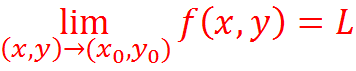 lim f(x, y) = L
(x,y)→(x₀,y₀)